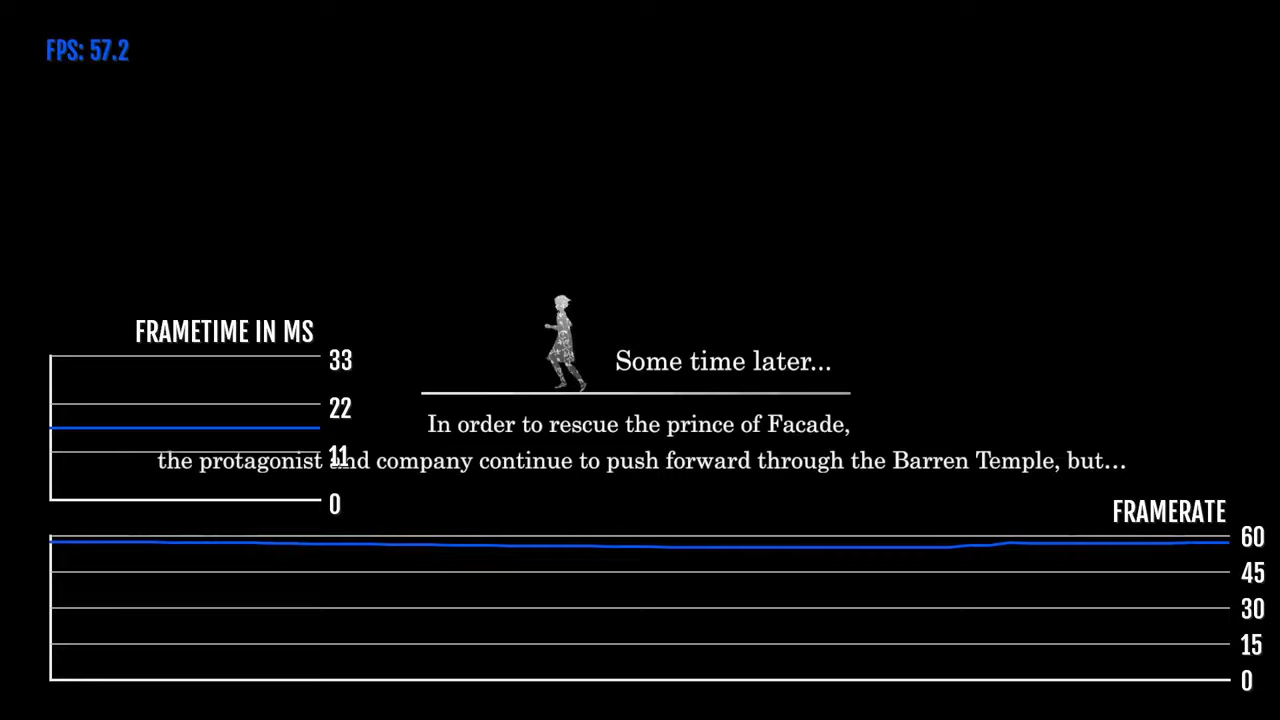 FPS: 57.2
FRAMETIME IN MS
33
22
11
0
Some time later...
In order to rescue the prince of Facade,
the protagonist and company continue to push forward through the Barren Temple, but...
FRAMERATE
60
45
30
15
0